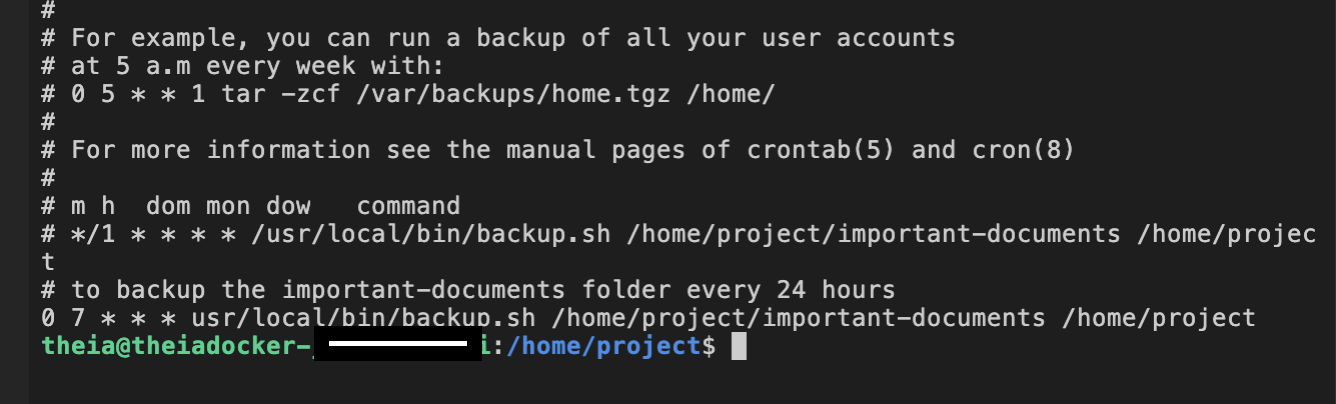 #
# For example, you can run a backup of all your user accounts
# at 5 a.m every week with:
# 0 5 * * 1 tar -zcf /var/backups/home.tgz /home/
#
# For more information see the manual pages of crontab(5) and cron(8)
#
# m h  dom mon dow   command
# */1 * * * * /usr/local/bin/backup.sh /home/project/important-documents /home/projec
t
# to backup the important-documents folder every 24 hours
0 7 * * * usr/local/bin/backup.sh /home/project/important-documents /home/project
theia@theiadocker-i:/home/project$